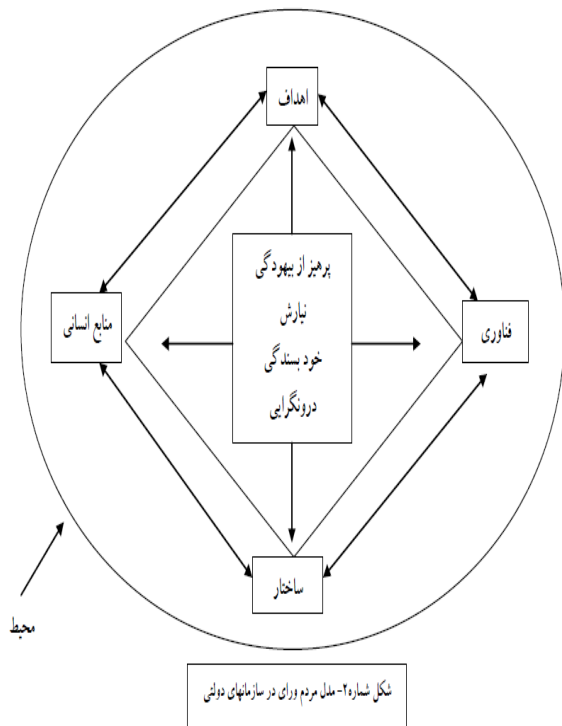 اهداف
پرهیز از بیهودگی
نیارش
خود بسندگی
درونگرایی
فناوری
منابع انسانی
ساختار
محیط
شکل شماره۲- مدل مردم ورای در سازمانهای دولتی